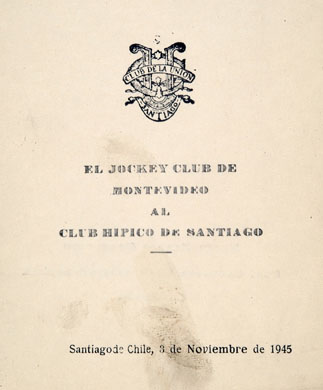 CLUB DE LA UNION
SANTIAGO
EL JOCKEY CLUB DE
MONTEVIDEO
AL
CLUB HIPICO DE SANTIAGO
Santiagode Chile, 3 de Noviembre de 1945